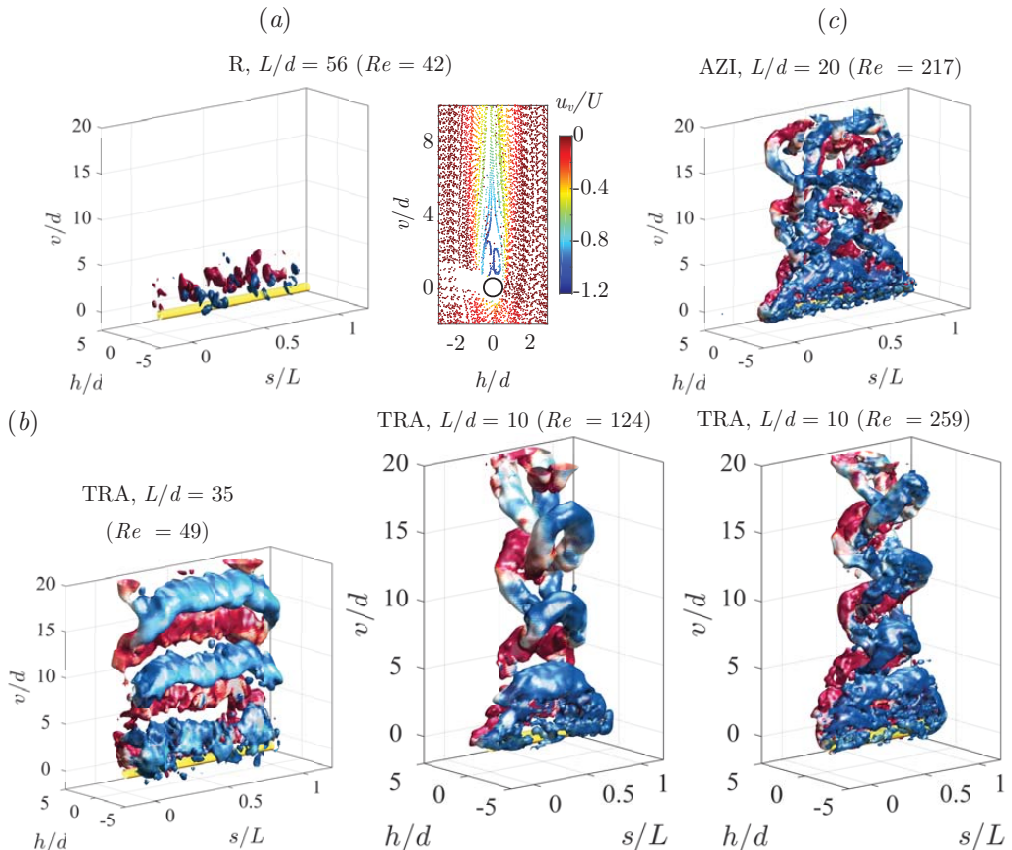 (a)
R, L/d = 56 (Re = 42)
20
15
10
5
0
v/d
5
0
-5
h/d
0
0.5
1
s/L
8
4
0
v/d
-2
0
2
h/d
u_v/U
0
-0.4
-0.8
-1.2
(c)
AZI, L/d = 20 (Re = 217)
20
15
10
5
0
v/d
5
0
-5
h/d
0
0.5
1
s/L
(b)
TRA, L/d = 35
(Re = 49)
20
15
10
5
0
v/d
5
0
-5
h/d
0
0.5
1
s/L
TRA, L/d = 10 (Re = 124)
20
15
10
5
0
v/d
5
0
-5
h/d
0
0.5
1
s/L
TRA, L/d = 10 (Re = 259)
20
15
10
5
0
v/d
5
0
-5
h/d
0
0.5
1
s/L